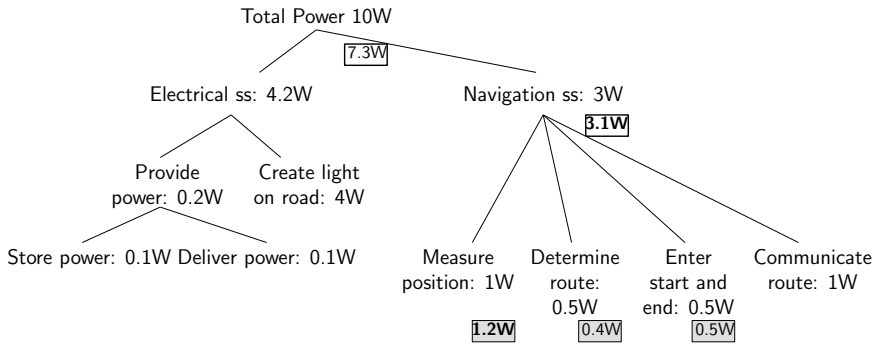 Total Power 10W
7.3W
Electrical ss: 4.2W
Navigation ss: 3W
3.1W
Provide
power: 0.2W
Create light
on road: 4W
Store power: 0.1W
Deliver power: 0.1W
Measure
position: 1W
Determine
route:
0.5W
Enter
start and
end: 0.5W
Communicate
route: 1W
1.2W
0.4W
0.5W